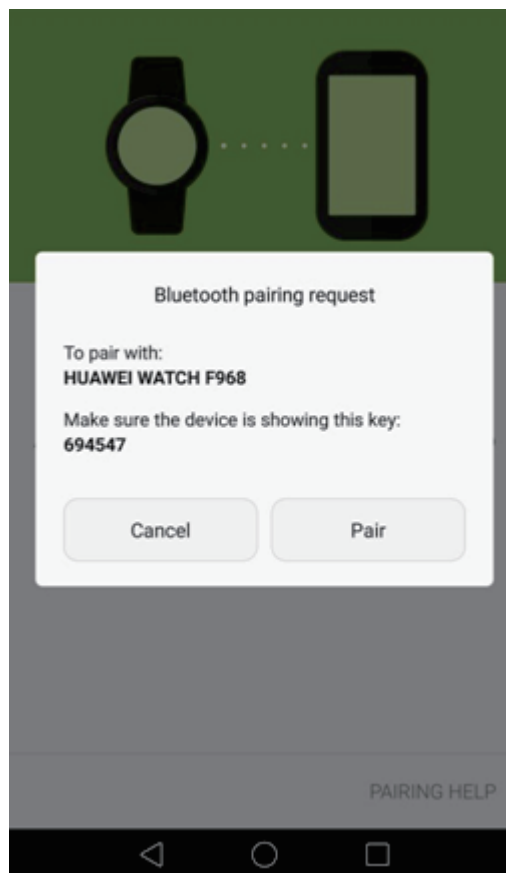 Bluetooth pairing request
To pair with:
HUAWEI WATCH F968
Make sure the device is showing this key:
694547
Cancel
Pair
PAIRING HELP